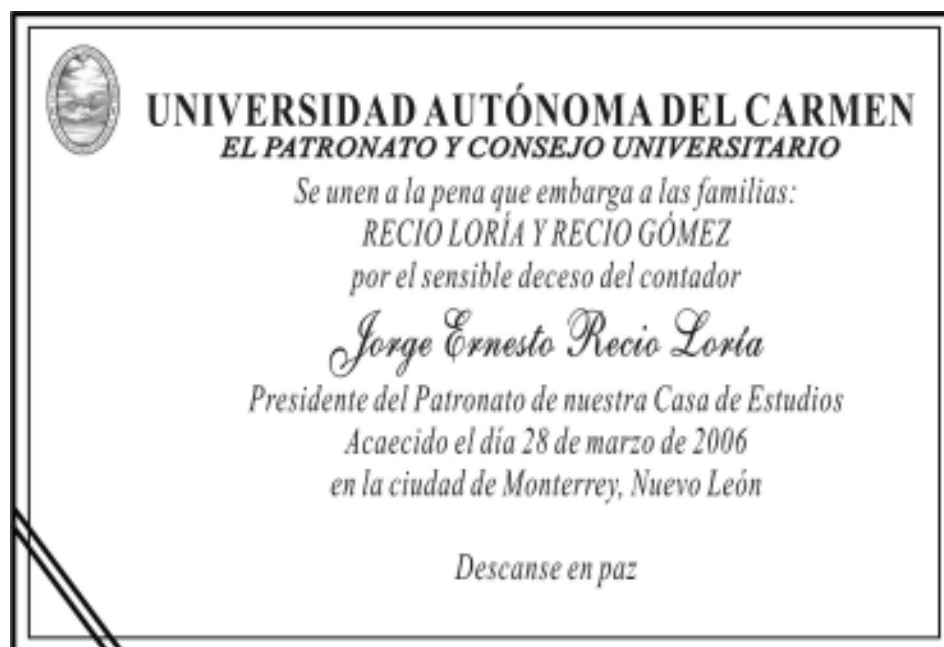 UNIVERSIDAD AUTÓNOMA DEL CARMEN
EL PATRONATO Y CONSEJO UNIVERSITARIO
Se unen a la pena que embarga a las familias:
RECIO LORÍA Y RECIO GÓMEZ
por el sensible deceso del contador
Jorge Ernesto Recio Loría
Presidente del Patronato de nuestra Casa de Estudios
Acaecido el día 28 de marzo de 2006
en la ciudad de Monterrey, Nuevo León
Descanse en paz